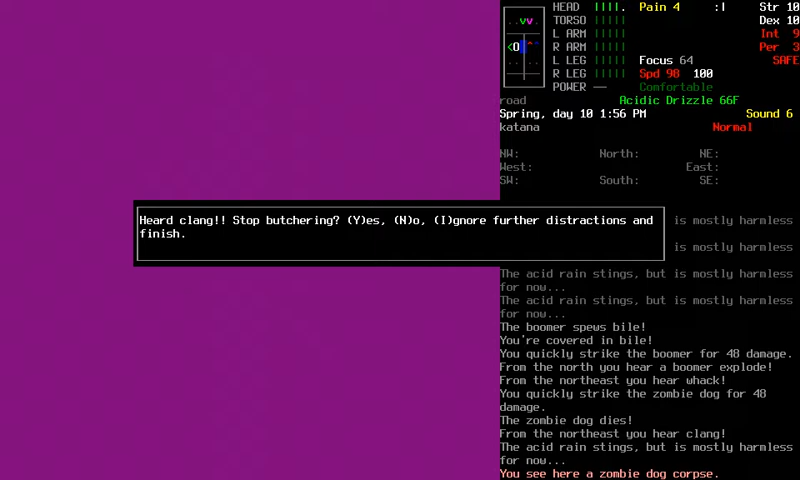 HEAD ||||. Pain 4 :| Str 10
..vv. TORSO ||||| Dex 10
L ARM ||||| Int 9
<O ^ R ARM ||||| Per 3
L LEG ||||| Focus 64 SAFE
R LEG ||||| Spd 98 100
POWER -- Comfortable
road Acidic Drizzle 66F
Spring, day 10 1:56 PM Sound 6
katana Normal
NW: North: NE:
West: East:
SW: South: SE:
Heard clang!! Stop butchering? (Y)es, (N)o, (I)gnore further distractions and
finish.
is mostly harmless
is mostly harmless
The acid rain stings, but is mostly harmless
for now...
The acid rain stings, but is mostly harmless
for now...
The boomer spews bile!
You're covered in bile!
You quickly strike the boomer for 48 damage.
From the north you hear a boomer explode!
From the northeast you hear whack!
You quickly strike the zombie dog for 48
damage.
The zombie dog dies!
From the northeast you hear clang!
The acid rain stings, but is mostly harmless
for now...
You see here a zombie dog corpse.